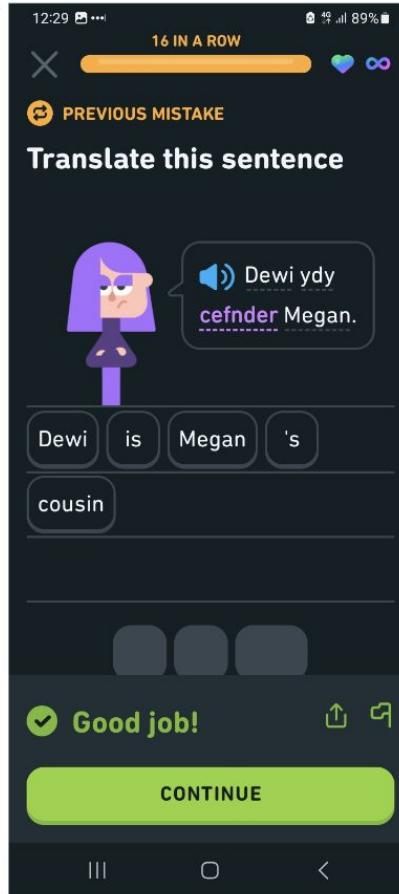 12:29 89%
16 IN A ROW
PREVIOUS MISTAKE
Translate this sentence
Dewi ydy
cefnder Megan.
Dewi is Megan 's
cousin
Good job!
CONTINUE